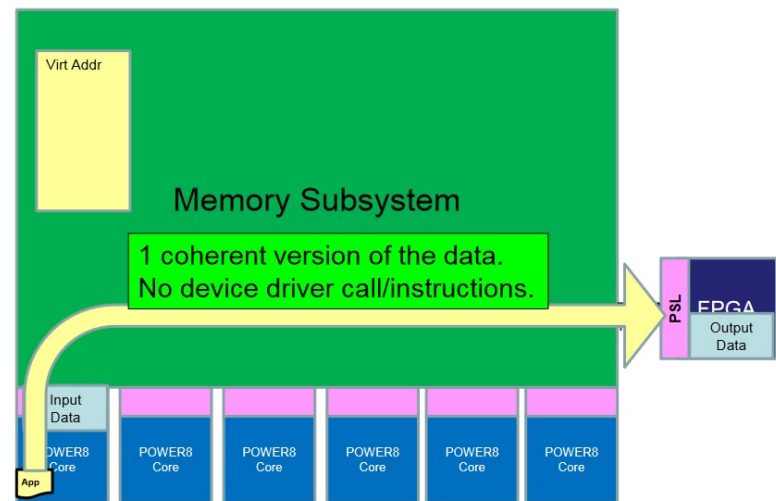 Virt Addr
Memory Subsystem
1 coherent version of the data.
No device driver call/instructions.
PSL
FPGA
Output
Data
Input
Data
POWER8
Core
POWER8
Core
POWER8
Core
POWER8
Core
POWER8
Core
POWER8
Core
App